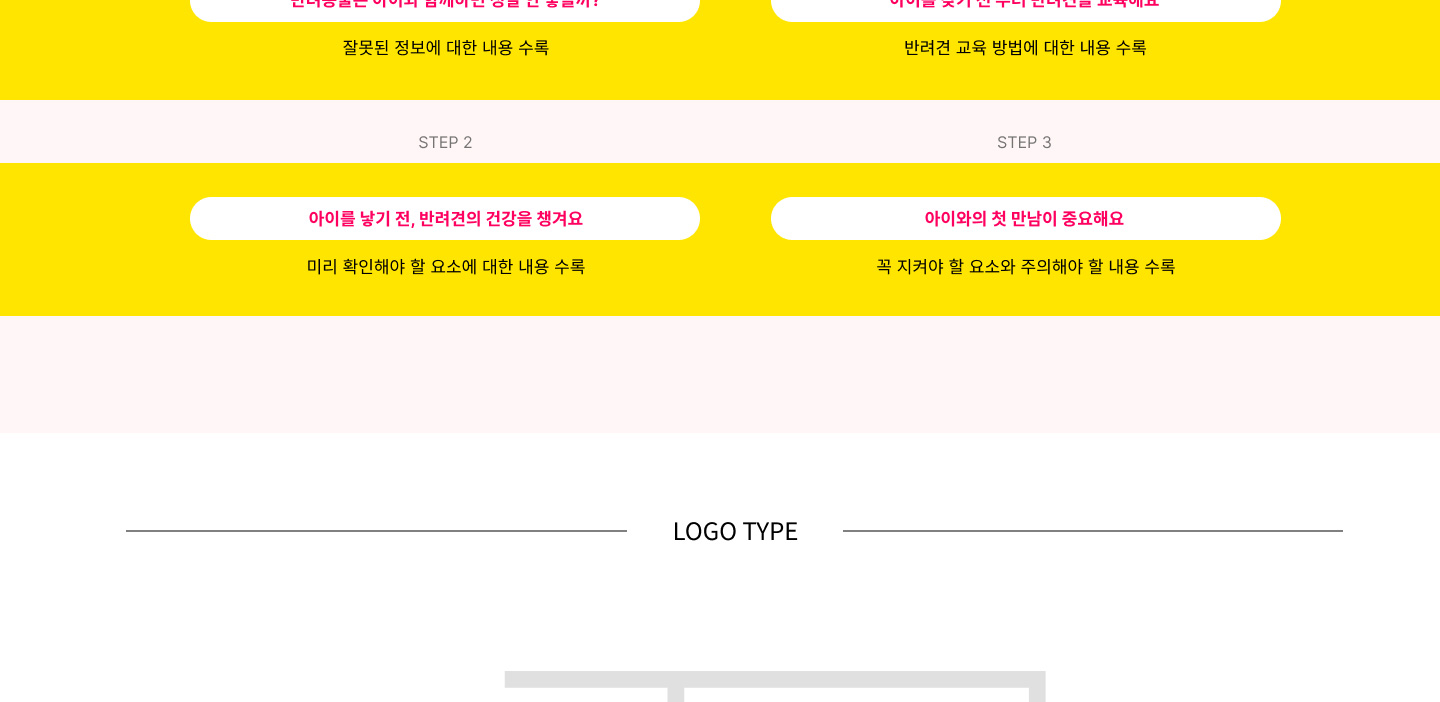 잘못된 정보에 대한 내용 수록
반려견 교육 방법에 대한 내용 수록
STEP 2
STEP 3
아이를 낳기 전, 반려견의 건강을 챙겨요
아이와의 첫 만남이 중요해요
미리 확인해야 할 요소에 대한 내용 수록
꼭 지켜야 할 요소와 주의해야 할 내용 수록
LOGO TYPE